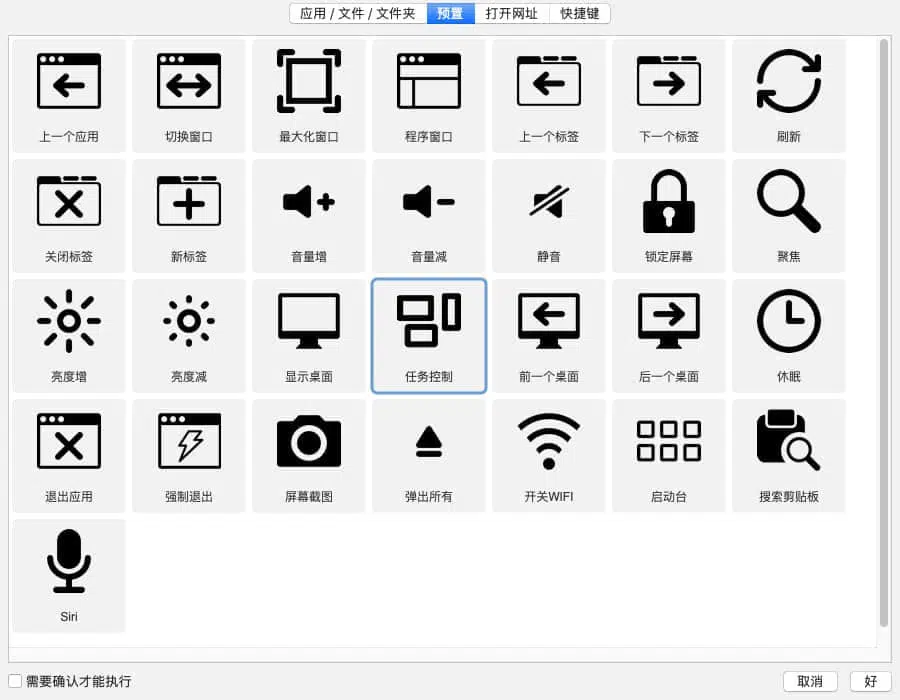 应用 / 文件 / 文件夹 预置 打开网址 快捷键
上一个应用 切换窗口 最大化窗口 程序窗口 上一个标签 下一个标签 刷新
关闭标签 新标签 音量增 音量减 静音 锁定屏幕 聚焦
亮度增 亮度减 显示桌面 任务控制 前一个桌面 后一个桌面 休眠
退出应用 强制退出 屏幕截图 弹出所有 开关WIFI 启动台 搜索剪贴板
Siri
需要确认才能执行 取消 好